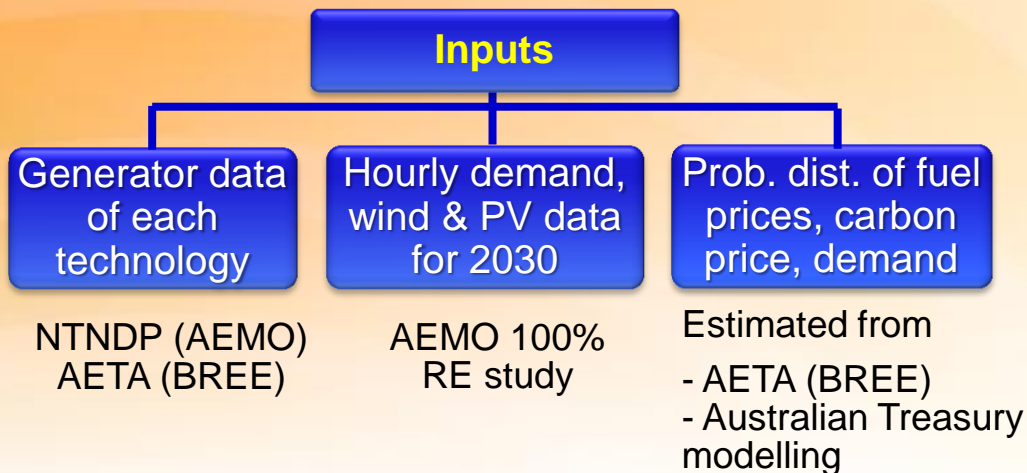 Inputs
Generator data
of each
technology
Hourly demand,
wind & PV data
for 2030
Prob. dist. of fuel
prices, carbon
price, demand
NTNDP (AEMO)
AETA (BREE)
AEMO 100%
RE study
Estimated from
- AETA (BREE)
- Australian Treasury
modelling